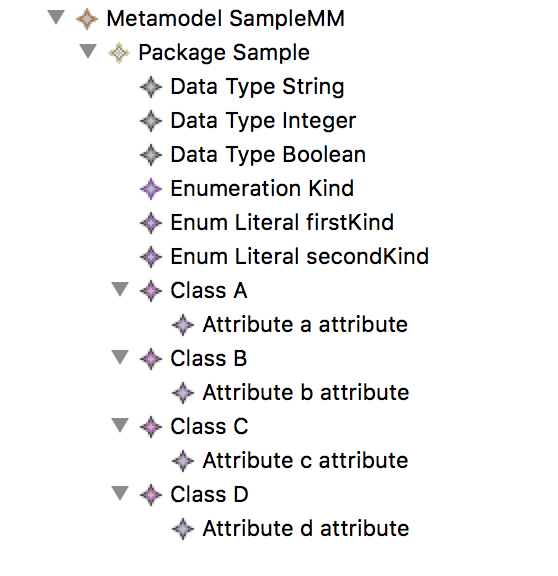 Metamodel SampleMM
Package Sample
Data Type String
Data Type Integer
Data Type Boolean
Enumeration Kind
Enum Literal firstKind
Enum Literal secondKind
Class A
Attribute a attribute
Class B
Attribute b attribute
Class C
Attribute c attribute
Class D
Attribute d attribute